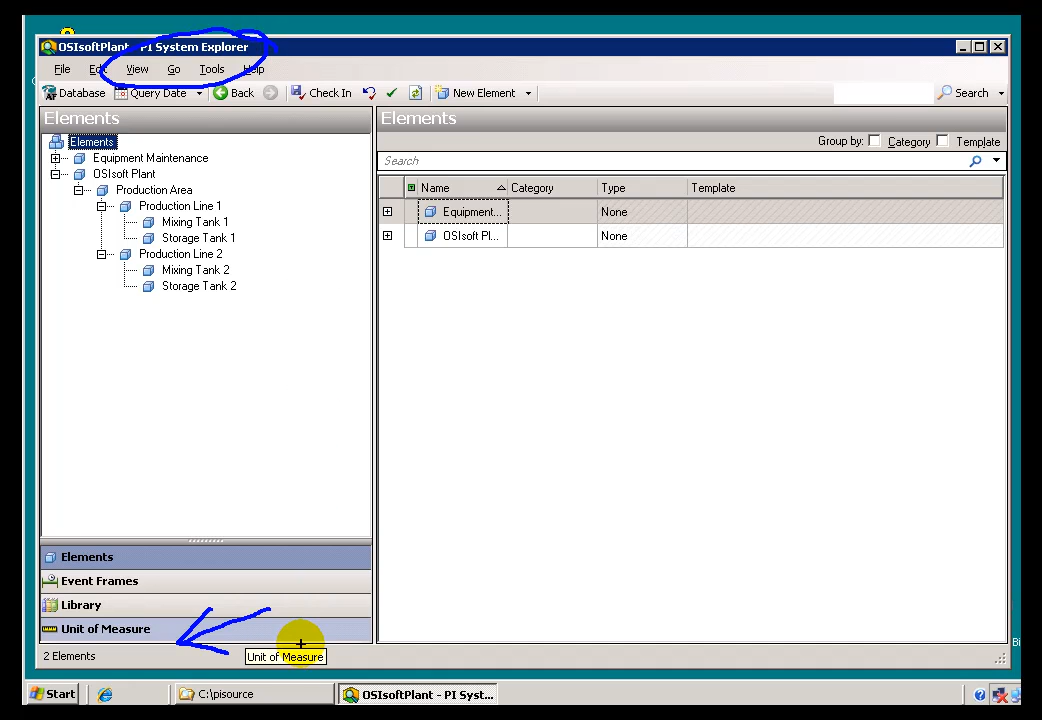 OSIsoftPlant - PI System Explorer
File Edit View Go Tools Help
Database Query Date Back Check In New Element Search
Elements
Elements
Equipment Maintenance
OSIsoft Plant
Production Area
Production Line 1
Mixing Tank 1
Storage Tank 1
Production Line 2
Mixing Tank 2
Storage Tank 2
Elements
Event Frames
Library
Unit of Measure
2 Elements
Unit of Measure
Elements
Group by: Category Template
Search
Name Category Type Template
Equipment... None
OSIsoft Pl... None
Bi
Start C:\pisource OSIsoftPlant - PI Syst...